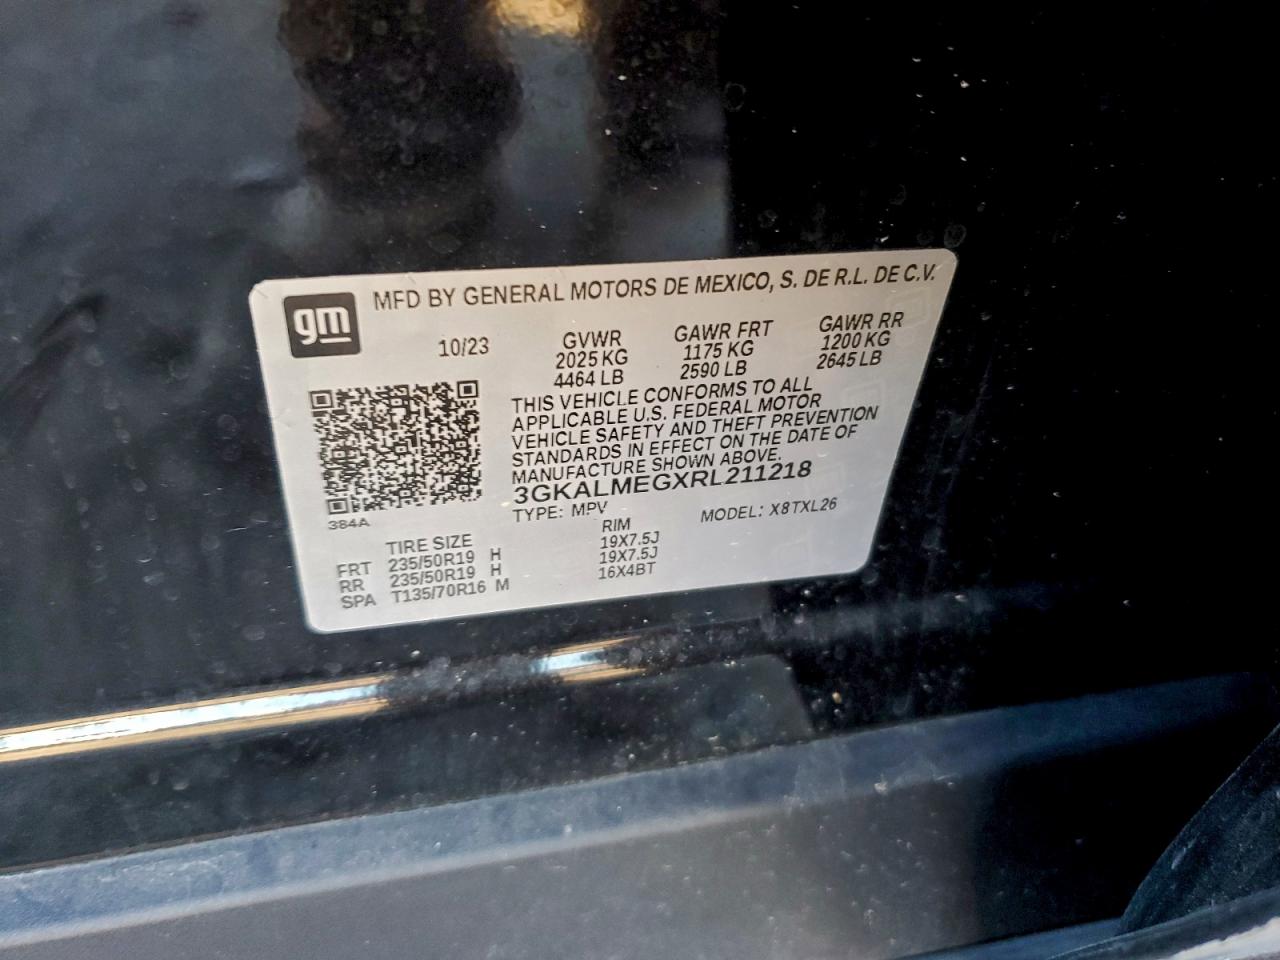 gm
MFD BY GENERAL MOTORS DE MEXICO, S. DE R.L. DE C.V.
10/23 GVWR GAWR FRT GAWR RR
2025 KG 1175 KG 1200 KG
4464 LB 2590 LB 2645 LB
THIS VEHICLE CONFORMS TO ALL
APPLICABLE U.S. FEDERAL MOTOR
VEHICLE SAFETY AND THEFT PREVENTION
STANDARDS IN EFFECT ON THE DATE OF
MANUFACTURE SHOWN ABOVE.
3GKALMEGXRL211218
384A
TYPE: MPV MODEL: X8TXL26
TIRE SIZE RIM
FRT 235/50R19 H 19X7.5J
RR 235/50R19 H 19X7.5J
SPA T135/70R16 M 16X4BT